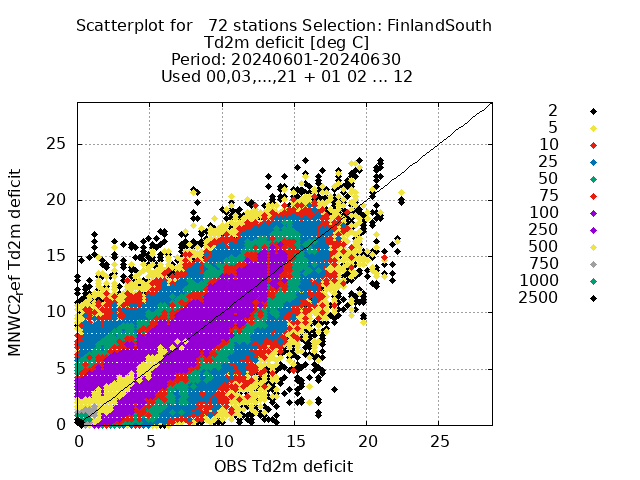 Scatterplot for   72 stations Selection: FinlandSouth
Td2m deficit [deg C]
Period: 20240601-20240630
Used 00,03,...,21 + 01 02 ... 12
MNWC2ref Td2m deficit
25
20
15
10
5
0
0 5 10 15 20 25
OBS Td2m deficit
2
5
10
25
50
75
100
250
500
750
1000
2500